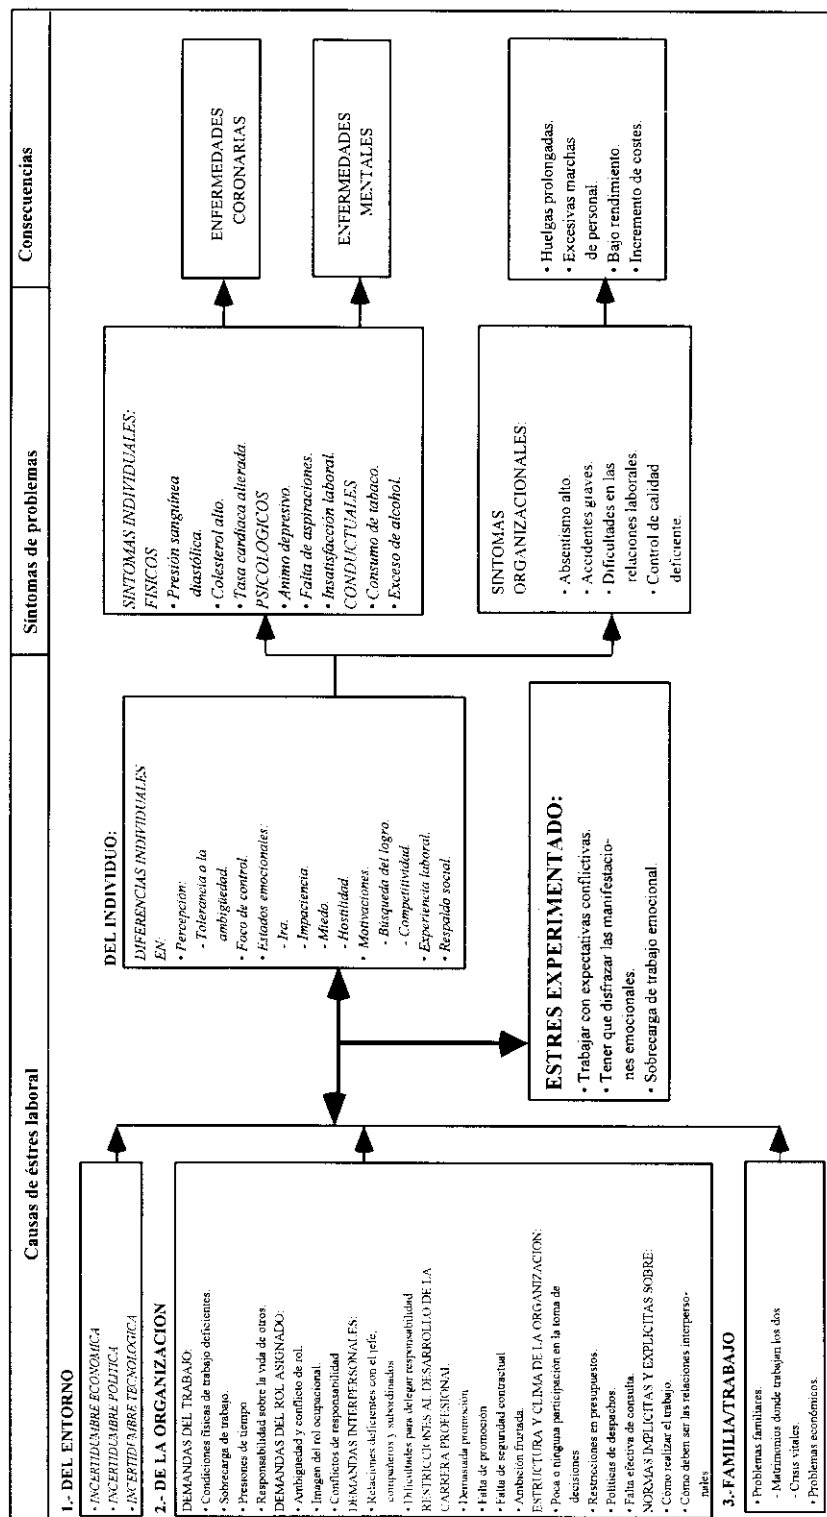 Causas de éstres laboral
Síntomas de problemas
Consecuencias
1.- DEL ENTORNO
• INCERTIDUMBRE ECONOMICA
• INCERTIDUMBRE POLITICA
• INCERTIDUMBRE TECNOLOGICA
2.- DE LA ORGANIZACION
DEMANDAS DEL TRABAJO:
• Condiciones físicas de trabajo deficientes.
• Sobrecarga de trabajo.
• Presiones de tiempo
• Responsabilidad sobre la vida de otros.
DEMANDAS DEL ROL ASIGNADO:
• Ambigüedad y conflicto de rol.
• Imagen del rol ocupacional.
• Conflictos de responsabilidad
DEMANDAS INTERPERSONALES:
• Relaciones deficientes con el jefe,
compañeros y subordinados
• Dificultades para delegar responsabilidad
RESTRICCIONES AL DESARROLLO DE LA
CARRERA PROFESIONAL.
• Demasiada promoción
• Falta de promoción
• Falta de seguridad contractual
• Ambición frustrada.
ESTRUCTURA Y CLIMA DE LA ORGANIZACION:
• Poca o ninguna participación en la toma de
decisiones
• Restricciones en presupuestos.
• Políticas de despachos.
• Falta efectiva de consulta.
NORMAS IMPLICITAS Y EXPLICITAS SOBRE:
• Cómo realizar el trabajo.
• Cómo deben ser las relaciones interperso-
nales
3.-FAMILIA/TRABAJO
• Problemas familiares.
- Matrimonios donde trabajan los dos
- Crisis vitales.
• Problemas económicos.
DEL INDIVIDUO:
DIFERENCIAS INDIVIDUALES
EN:
• Percepción:
- Tolerancia a la
ambigüedad.
• Foco de control.
• Estados emocionales:
- Ira.
- Impaciencia.
- Miedo.
- Hostilidad.
• Motivaciones.
- Búsqueda del logro.
- Competitividad.
• Experiencia laboral.
• Respaldo social.
ESTRES EXPERIMENTADO:
• Trabajar con expectativas conflictivas.
• Tener que disfrazar las manifestacio-
nes emocionales.
• Sobrecarga de trabajo emocional.
SINTOMAS INDIVIDUALES:
FISICOS
• Presión sanguínea
diastólica.
• Colesterol alto.
• Tasa cardiaca alterada.
PSICOLOGICOS
• Animo depresivo.
• Falta de aspiraciones.
• Insatisfacción laboral.
CONDUCTUALES
• Consumo de tabaco.
• Exceso de alcohol.
SINTOMAS
ORGANIZACIONALES:
• Absentismo alto.
• Accidentes graves.
• Dificultades en las
relaciones laborales.
• Control de calidad
deficiente.
ENFERMEDADES
CORONARIAS
ENFERMEDADES
MENTALES
• Huelgas prolongadas.
• Excesivas marchas
de personal.
• Bajo rendimiento.
• Incremento de costes.